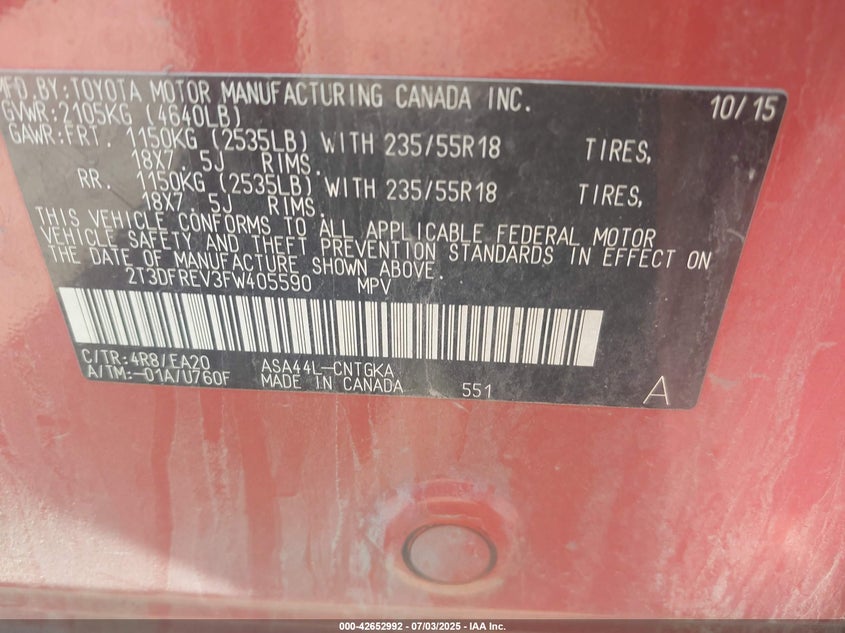 MFD. BY: TOYOTA MOTOR MANUFACTURING CANADA INC. 10/15
GVWR: 2105KG (4640LB)
GAWR: FRT. 1150KG (2535LB) WITH 235/55R18 TIRES,
18X7. 5J RIMS.
RR. 1150KG (2535LB) WITH 235/55R18 TIRES,
18X7. 5J RIMS.
THIS VEHICLE CONFORMS TO ALL APPLICABLE FEDERAL MOTOR
VEHICLE SAFETY AND THEFT PREVENTION STANDARDS IN EFFECT ON
THE DATE OF MANUFACTURE SHOWN ABOVE.
2T3DFREV3FW405590 MPV
C/TR: 4R8/EA20 ASA44L-CNTGKA
A/TM: -01A/U760F MADE IN CANADA 551 A
000-42652992 - 07/03/2025 - IAA Inc.